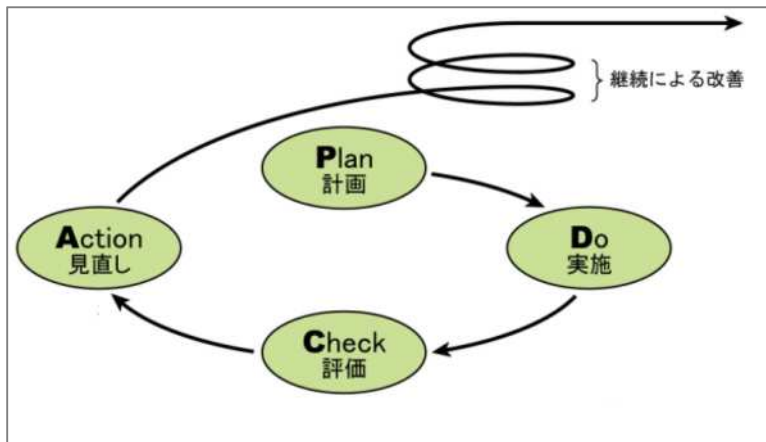 継続による改善
Plan
計画
Action
見直し
Do
実施
Check
評価